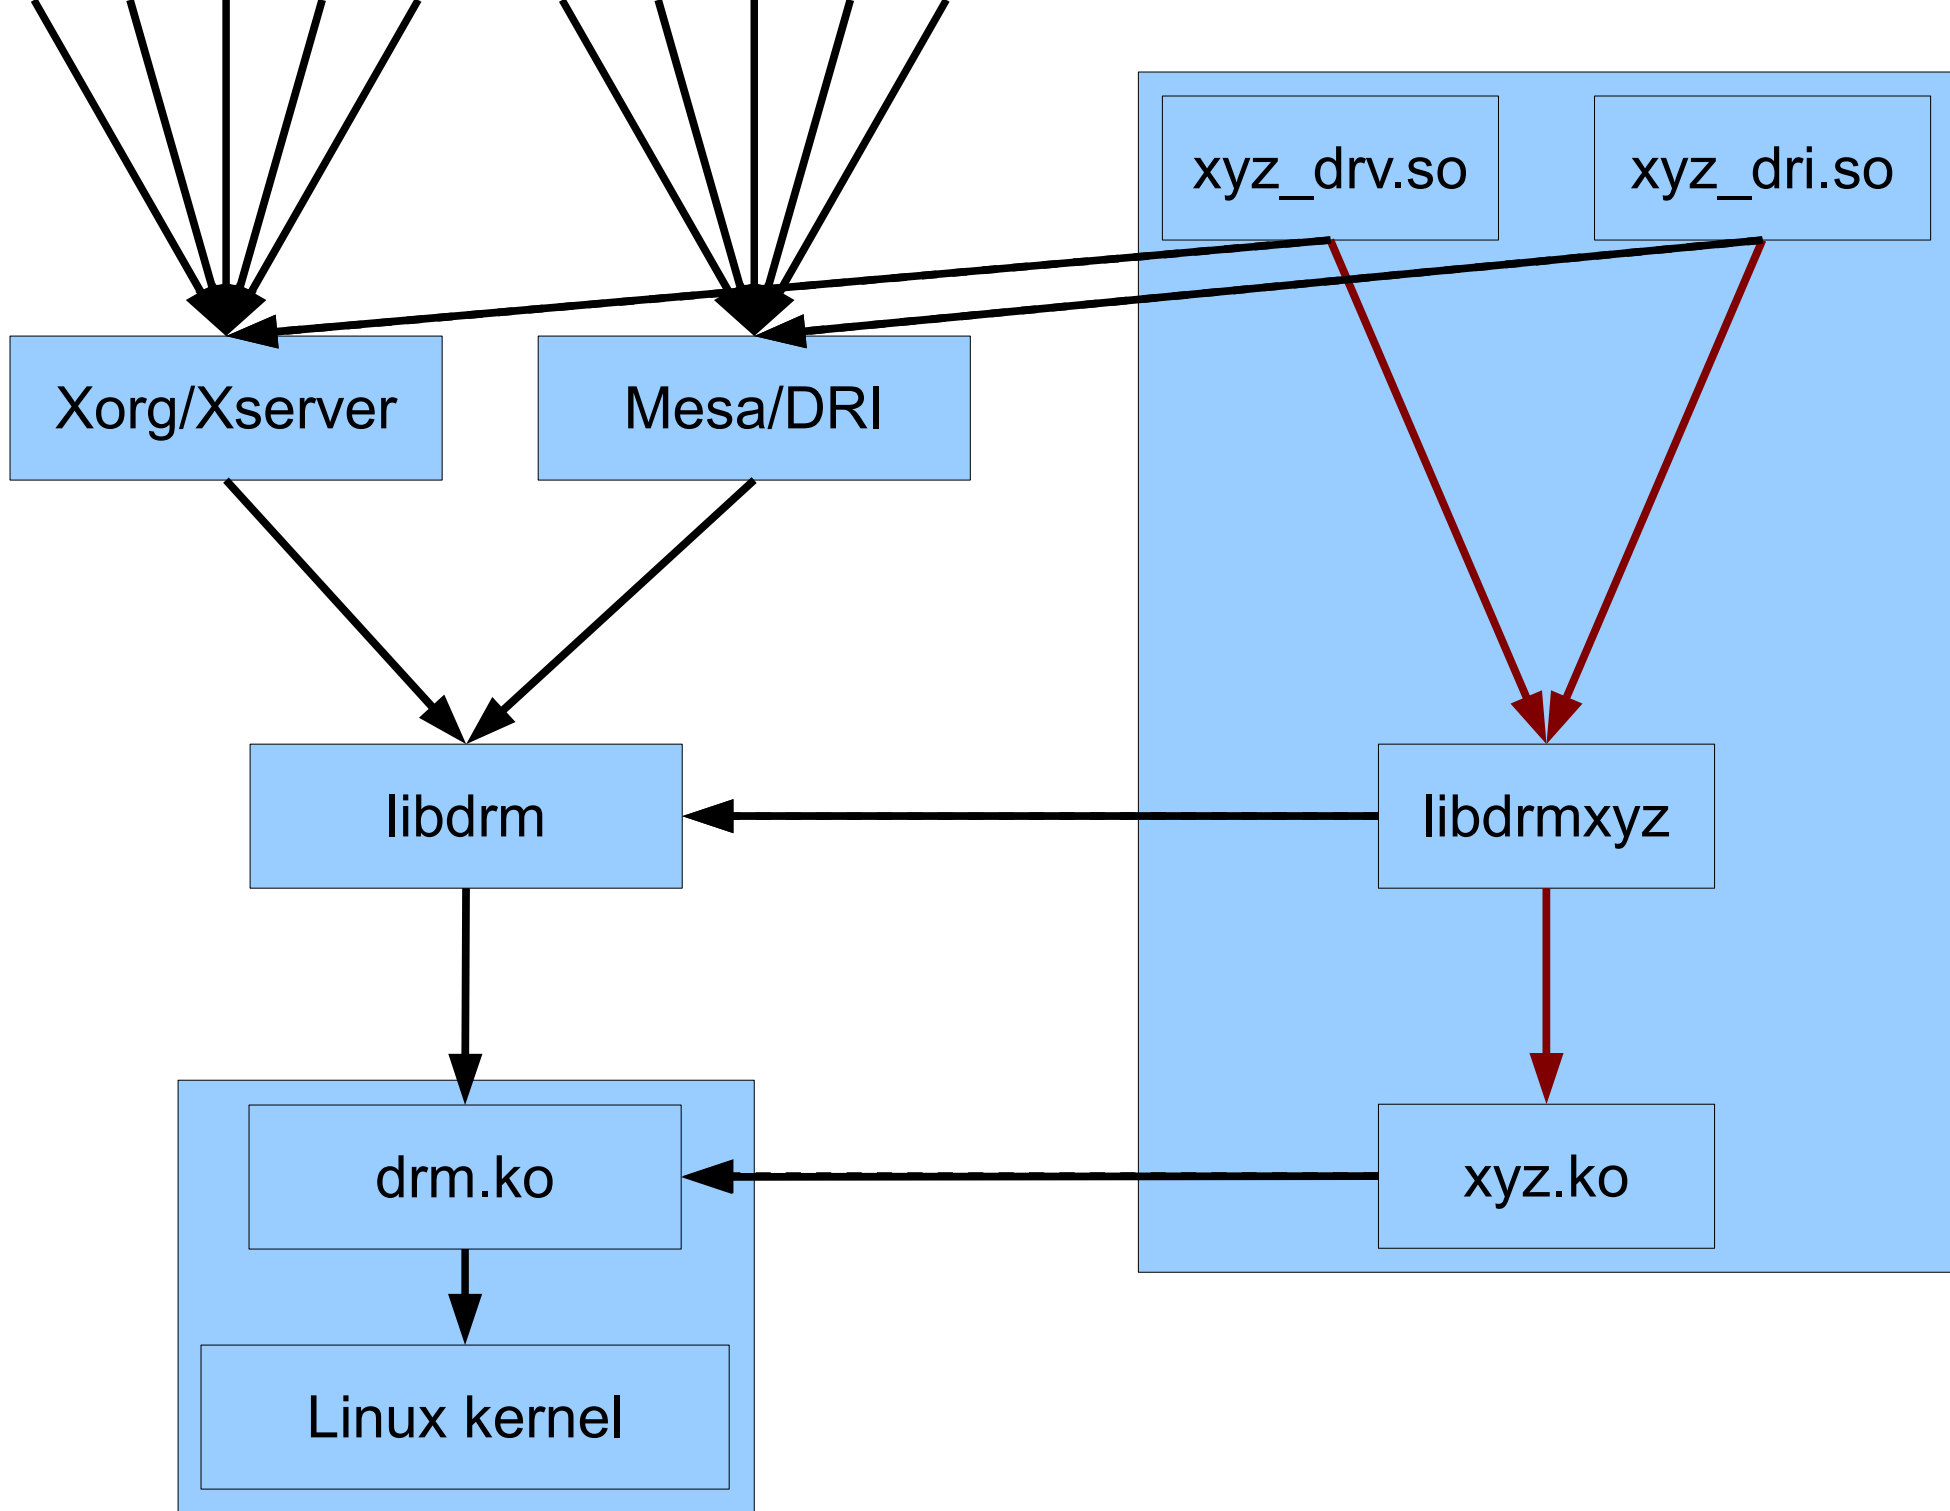 xyz_drv.so
xyz_dri.so
Xorg/Xserver
Mesa/DRI
libdrm
libdrmxyz
drm.ko
xyz.ko
Linux kernel